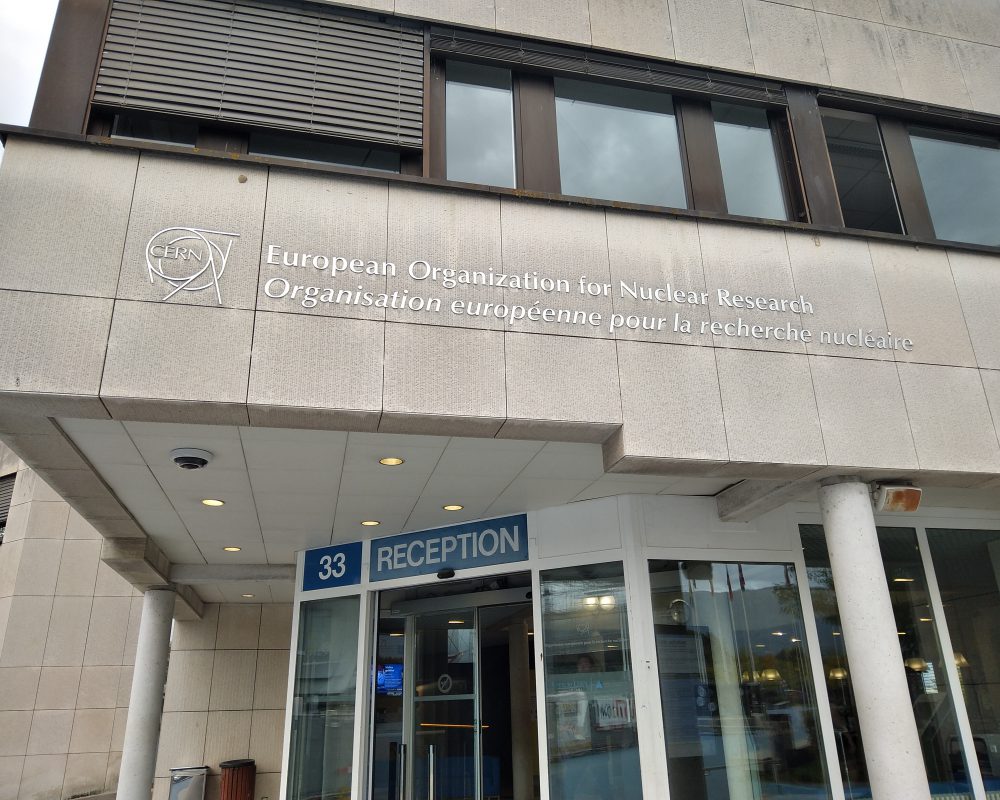 CERN
European Organization for Nuclear Research
Organisation européenne pour la recherche nucléaire
33
RECEPTION